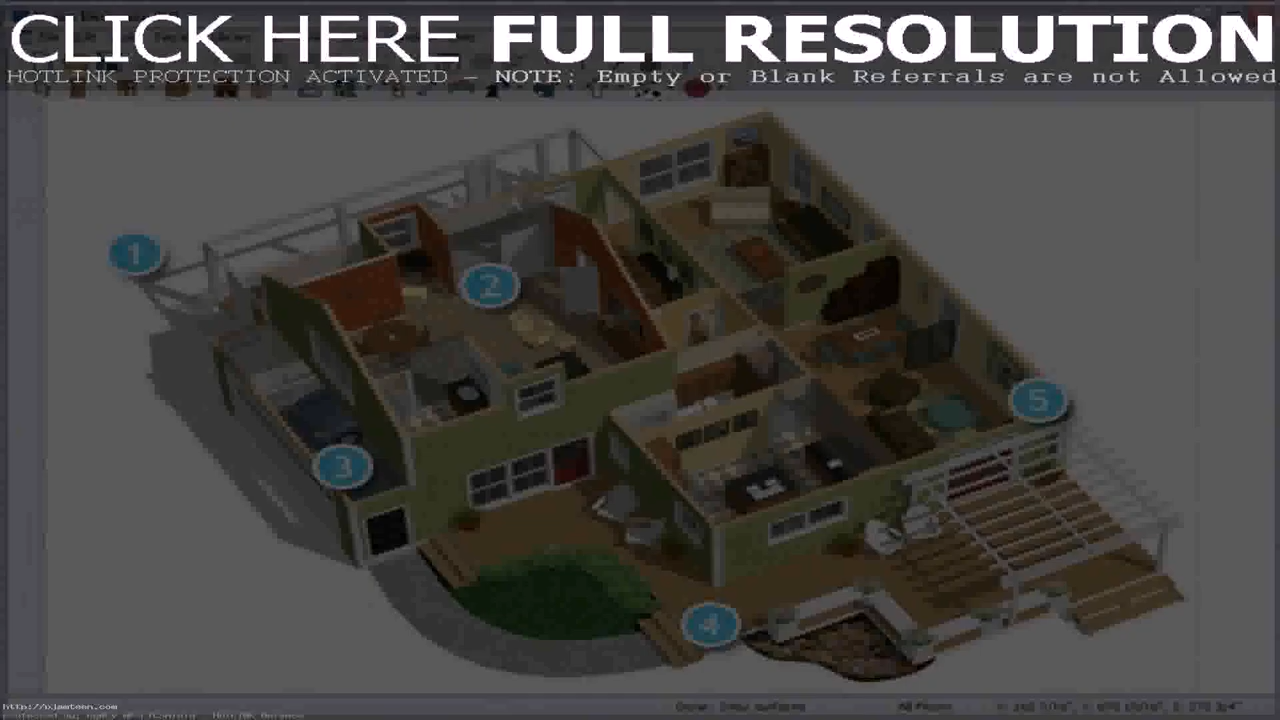 CLICK HERE FULL RESOLUTION
HOTLINK PROTECTION ACTIVATED – NOTE: Empty or Blank Referrals are not Allowed
1
2
3
4
5